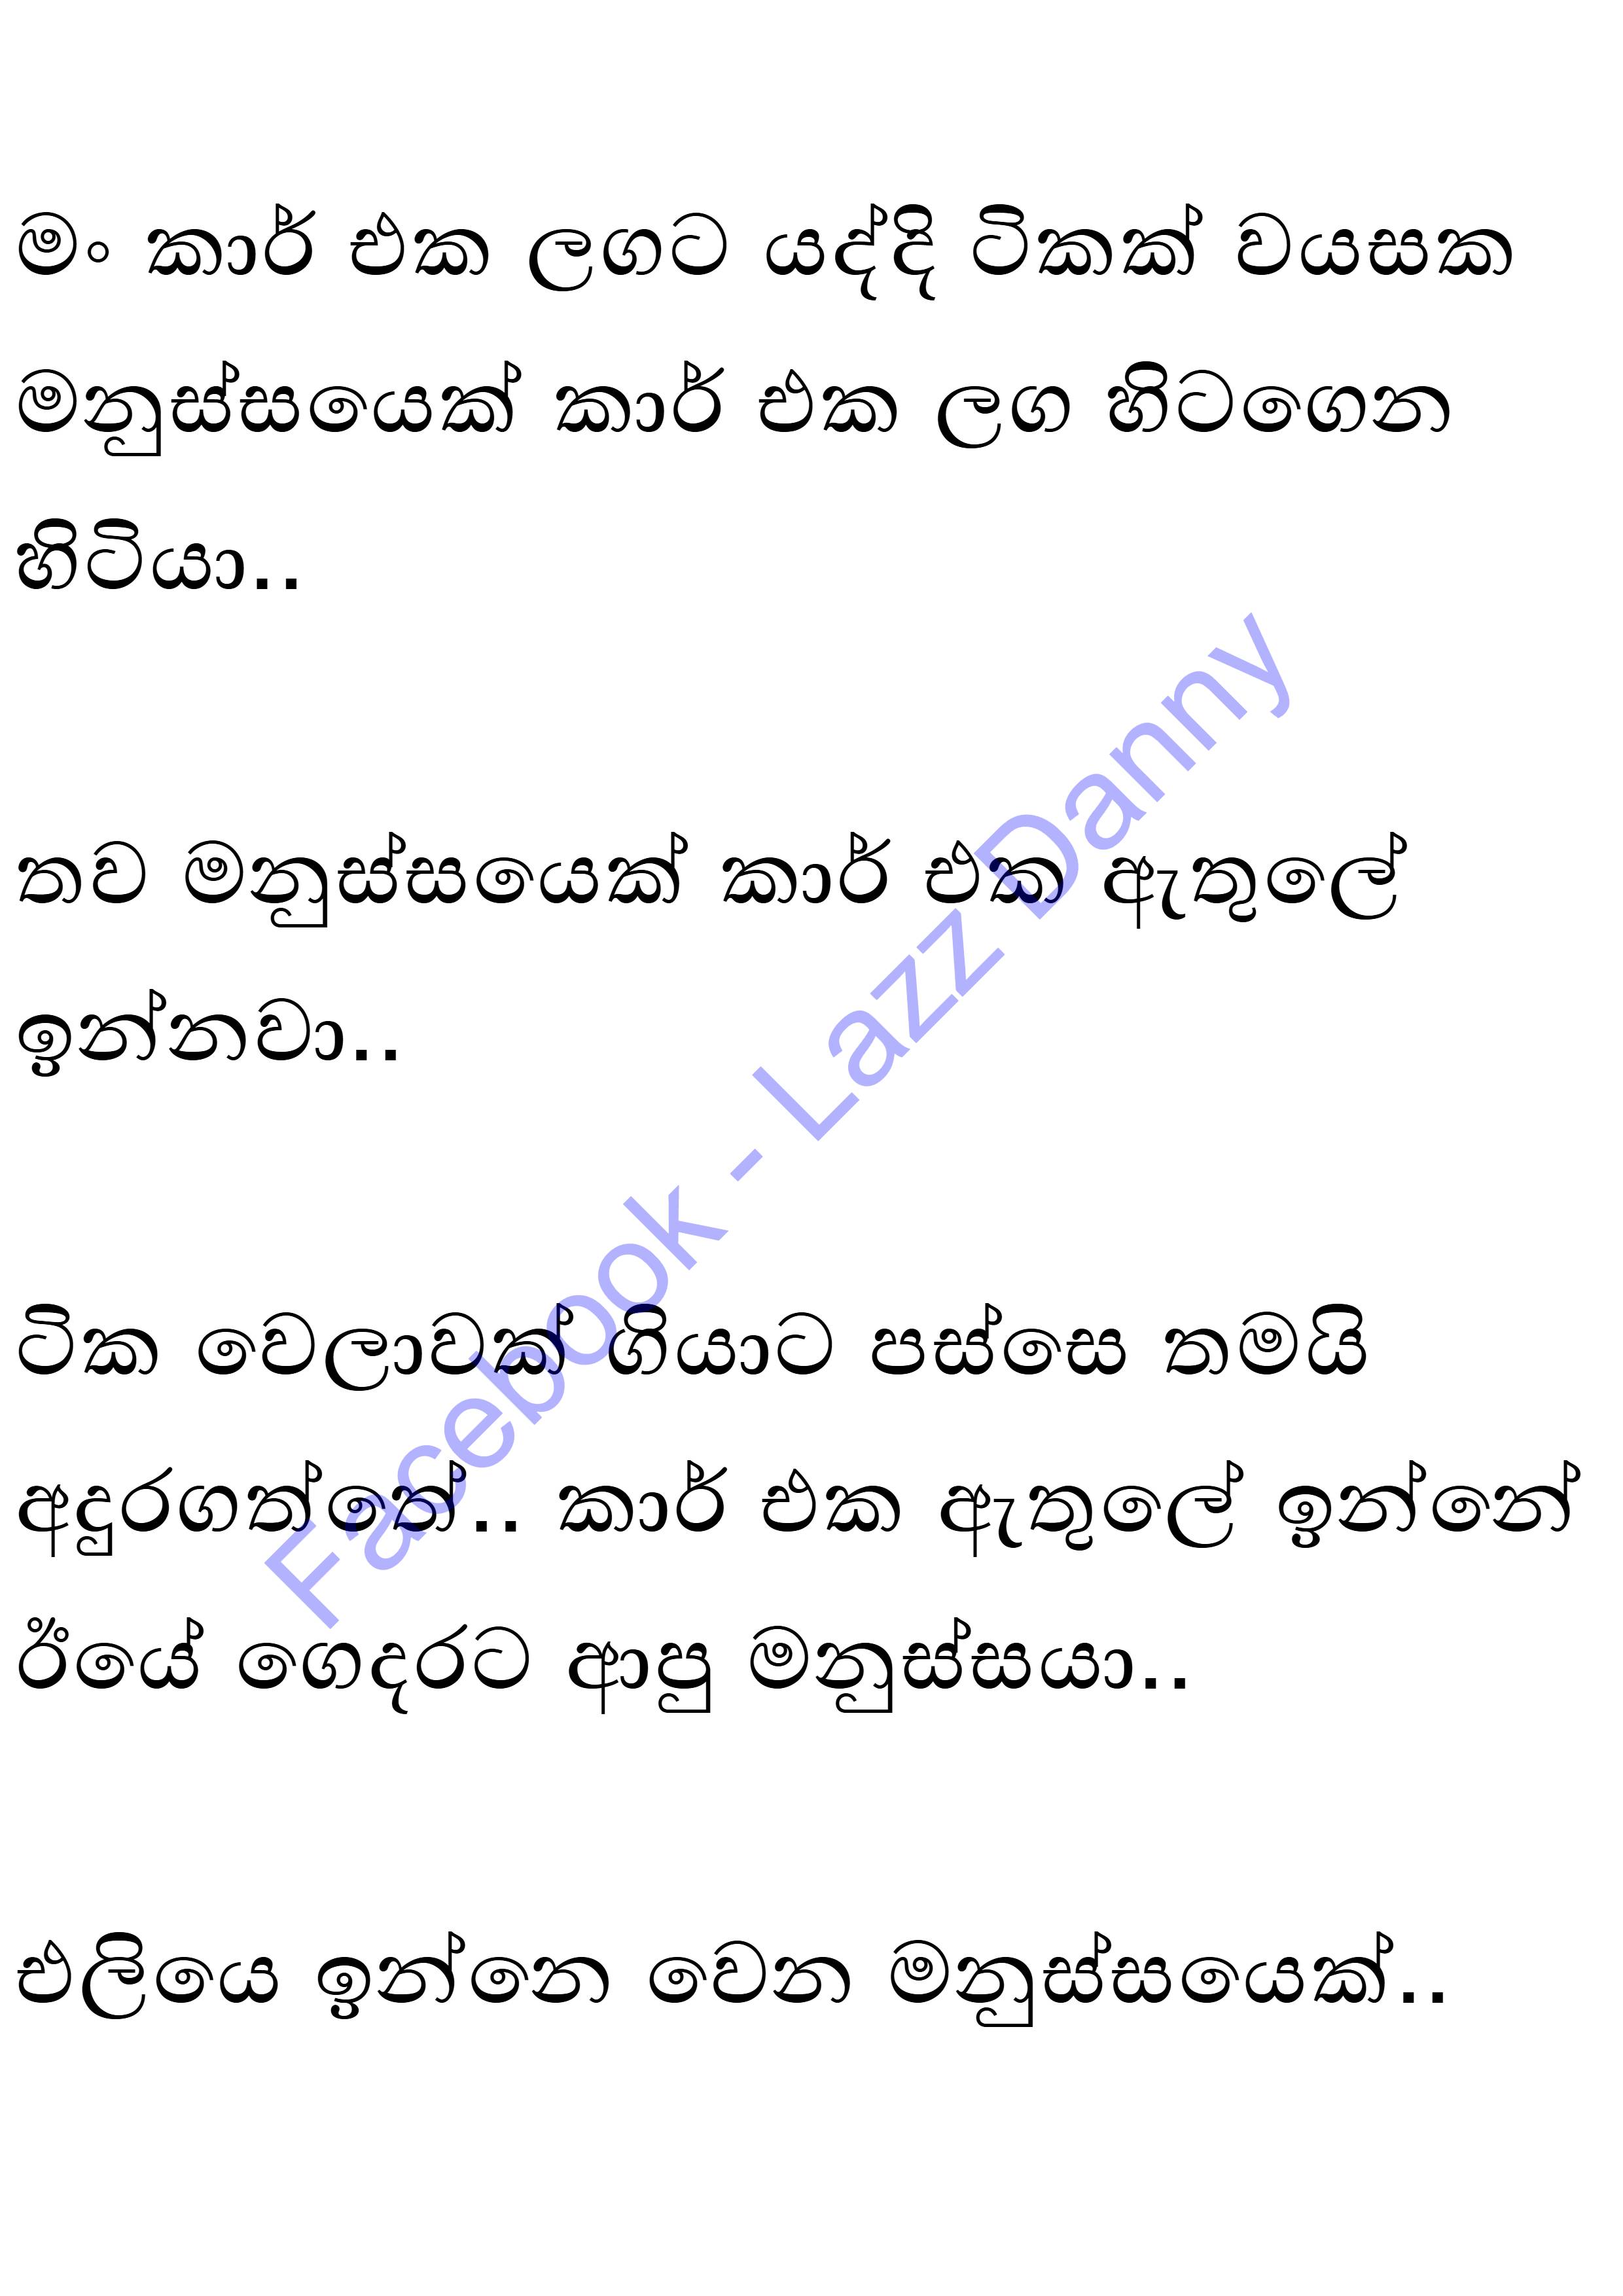 මං කාර් එක ලගට යද්දි ටිකක් වයසක
මනුස්සයෙක් කාර් එක ලග හිටගෙන
හිටියා..
තව මනුස්සයෙක් කාර් එක ඇතුලේ
ඉන්නවා..
ටික වෙලාවක් ගියාට පස්සෙ තමයි
අදුරගත්තේ.. කාර් එක ඇතුලේ ඉන්නේ
ඊයේ ගෙදරට ආපු මනුස්සයා..
එලියෙ ඉන්නෙ වෙන මනුස්සයෙක්..
Facebook - Lazz Danny